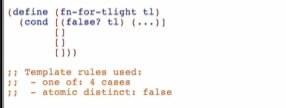 (define (fn-for-tlight tl)
(cond [(false? tl) (...)]
[]
[]
[]))
;; Template rules used:
;; - one of: 4 cases
;; - atomic distinct: false